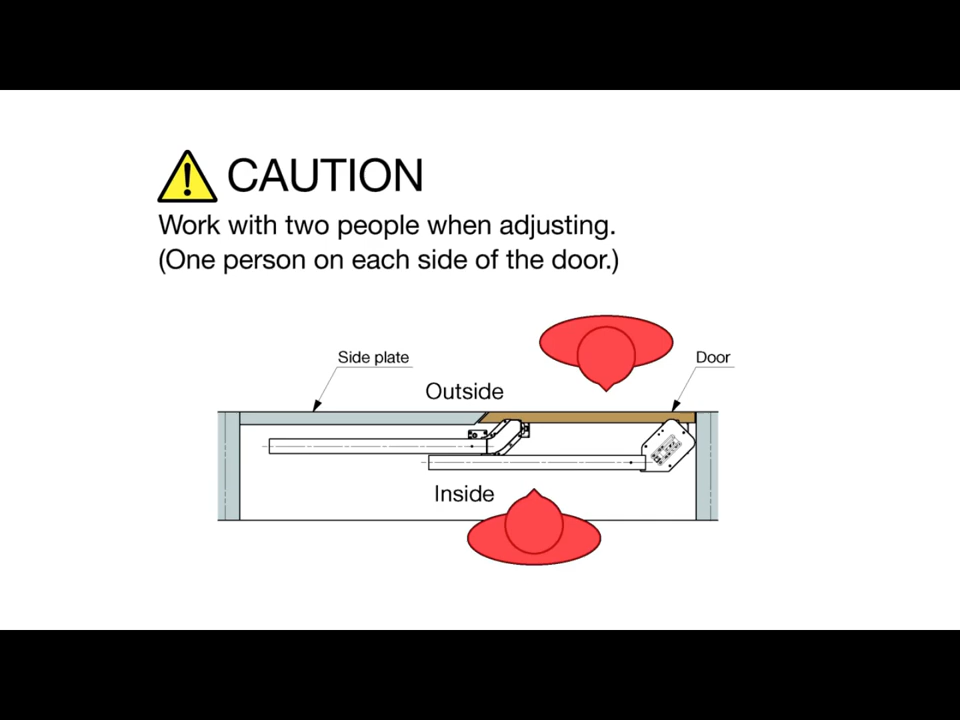 CAUTION
Work with two people when adjusting.
(One person on each side of the door.)
Side plate
Door
Outside
Inside